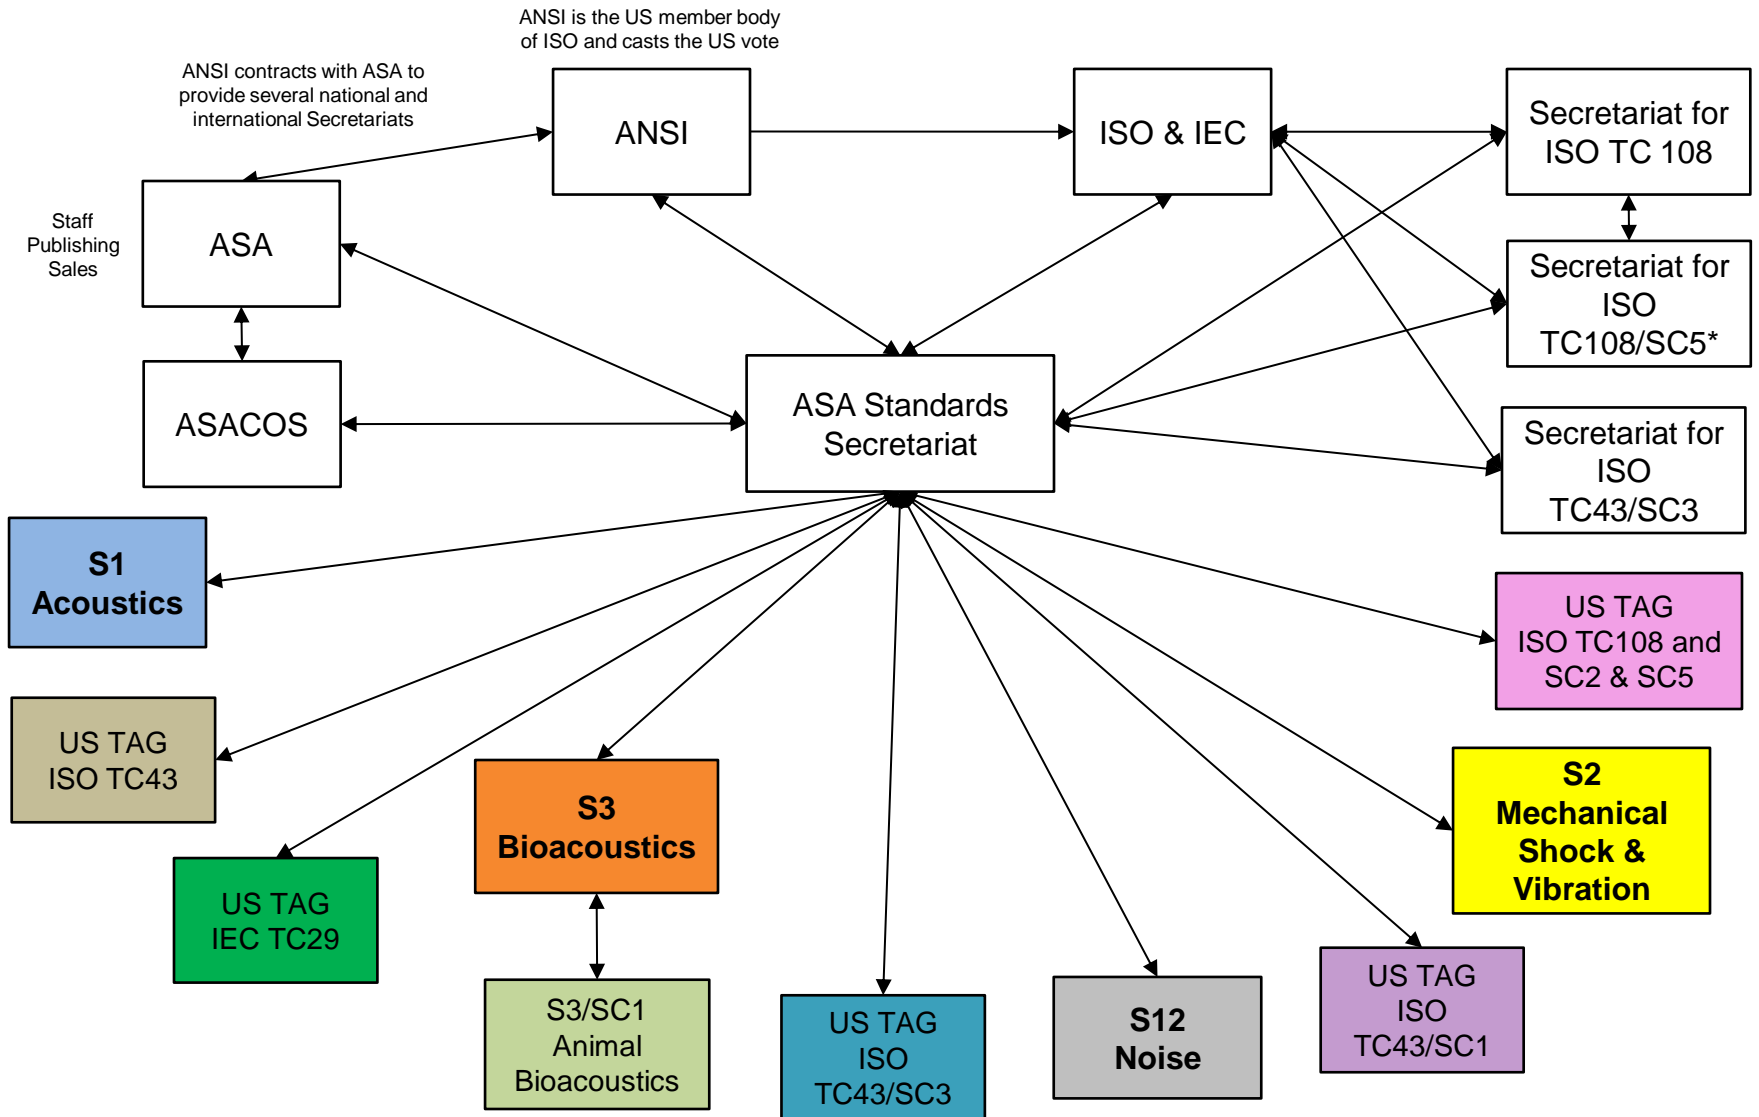 ANSI is the US member body
of ISO and casts the US vote
ANSI contracts with ASA to
provide several national and
international Secretariats
ANSI
ISO & IEC
Secretariat for
ISO TC 108
Staff
Publishing
Sales
ASA
Secretariat for
ISO
TC108/SC5*
ASACOS
ASA Standards
Secretariat
Secretariat for
ISO
TC43/SC3
S1
Acoustics
US TAG
ISO TC108 and
SC2 & SC5
US TAG
ISO TC43
S3
Bioacoustics
S2
Mechanical
Shock &
Vibration
US TAG
IEC TC29
S3/SC1
Animal
Bioacoustics
US TAG
ISO
TC43/SC3
S12
Noise
US TAG
ISO
TC43/SC1